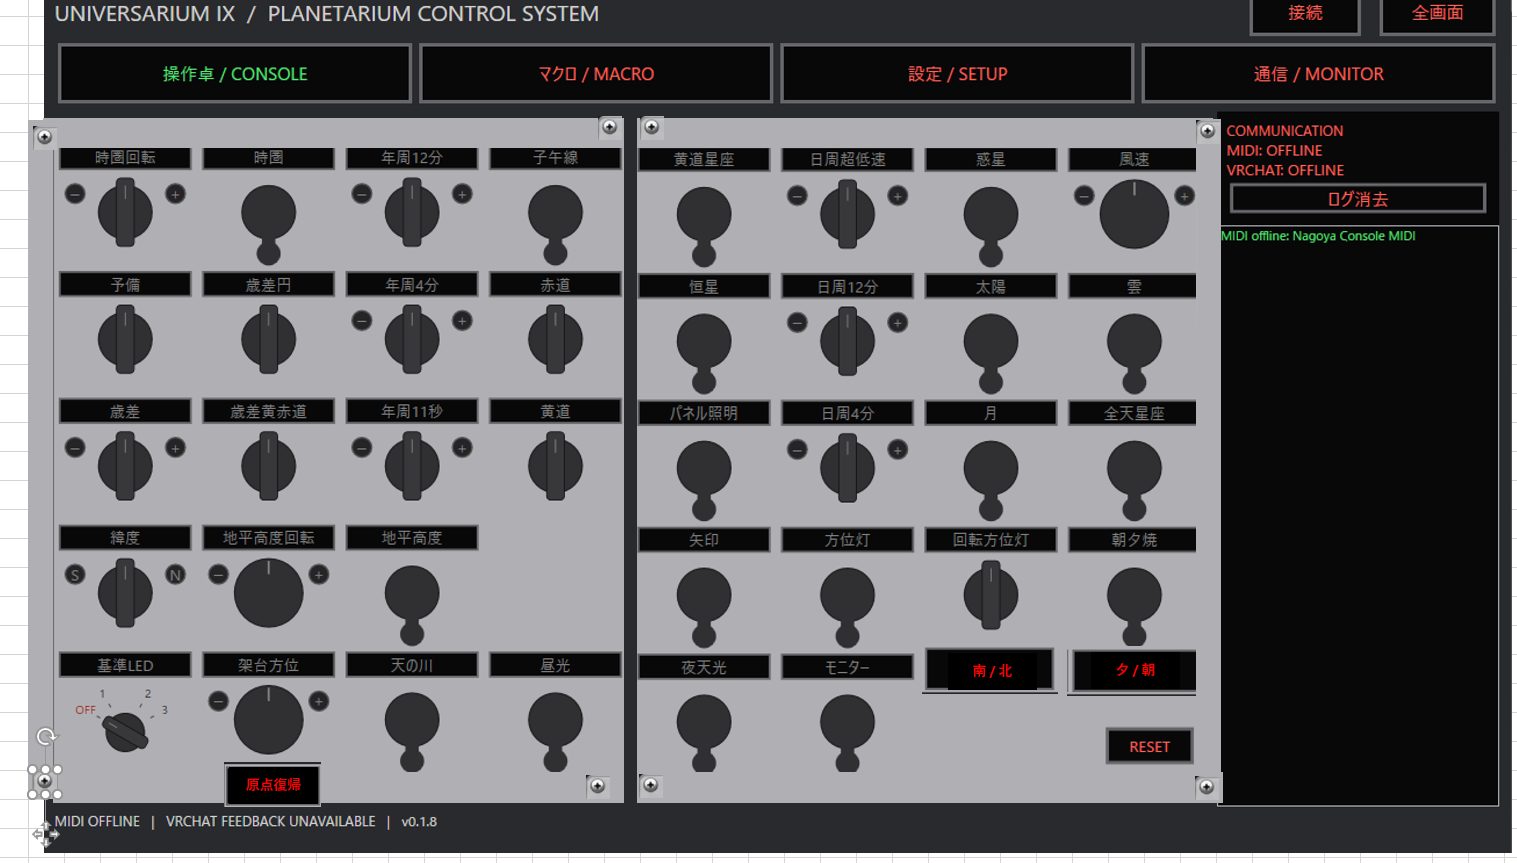 UNIVERSARIUM IX / PLANETARIUM CONTROL SYSTEM
接続
全画面
操作卓 / CONSOLE
マクロ / MACRO
設定 / SETUP
通信 / MONITOR
時圏回転
時圏
年周12分
子午線
黄道星座
日周超低速
惑星
風速
COMMUNICATION
MIDI: OFFLINE
VRCHAT: OFFLINE
ログ消去
MIDI offline: Nagoya Console MIDI
− + − + − + − +
予備
歳差円
年周4分
赤道
恒星
日周12分
太陽
雲
− + − +
歳差
歳差黄赤道
年周11秒
黄道
パネル照明
日周4分
月
全天星座
− + − + − +
緯度
地平高度回転
地平高度
矢印
方位灯
回転方位灯
朝夕焼
S N − +
基準LED
架台方位
天の川
昼光
夜天光
モニター
南 / 北
夕 / 朝
OFF 1 2 3
− +
RESET
原点復帰
MIDI OFFLINE | VRCHAT FEEDBACK UNAVAILABLE | v0.1.8